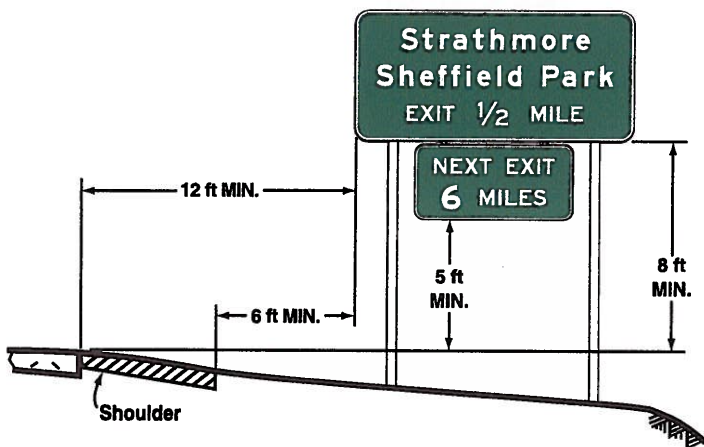 Strathmore
Sheffield Park
EXIT 1/2 MILE
NEXT EXIT
6 MILES
12 ft MIN.
6 ft MIN.
5 ft
MIN.
8 ft
MIN.
Shoulder